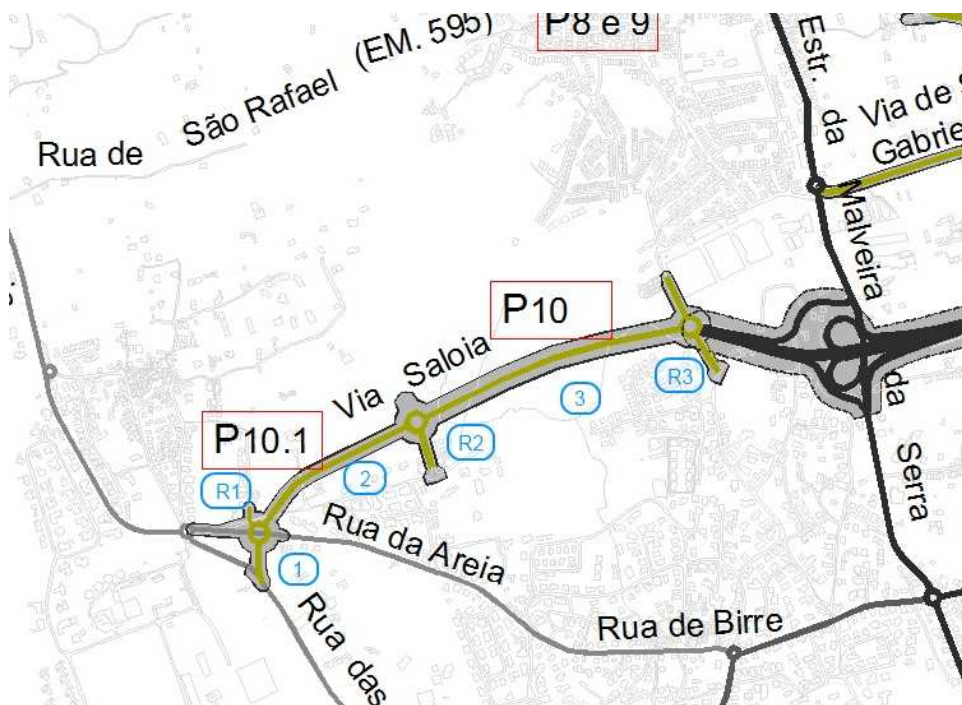 P8 e 9
(EM. 595)
São Rafael
Rua de
Estr. da
Via de
Gabrie
Malveira
P10
Via Saloia
R3
3
P10.1
R2
2
R1
da
Serra
Rua da Areia
1
Rua das
Rua de Birre